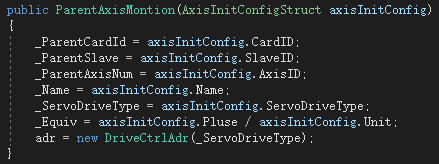 public ParentAxisMontion(AxisInitConfigStruct axisInitConfig)
{
_ParentCardId = axisInitConfig.CardID;
_ParentSlave = axisInitConfig.SlaveID;
_ParentAxisNum = axisInitConfig.AxisID;
_Name = axisInitConfig.Name;
_ServoDriveType = axisInitConfig.ServoDriveType;
_Equiv = axisInitConfig.Pluse / axisInitConfig.Unit;
adr = new DriveCtrlAdr(_ServoDriveType);
}